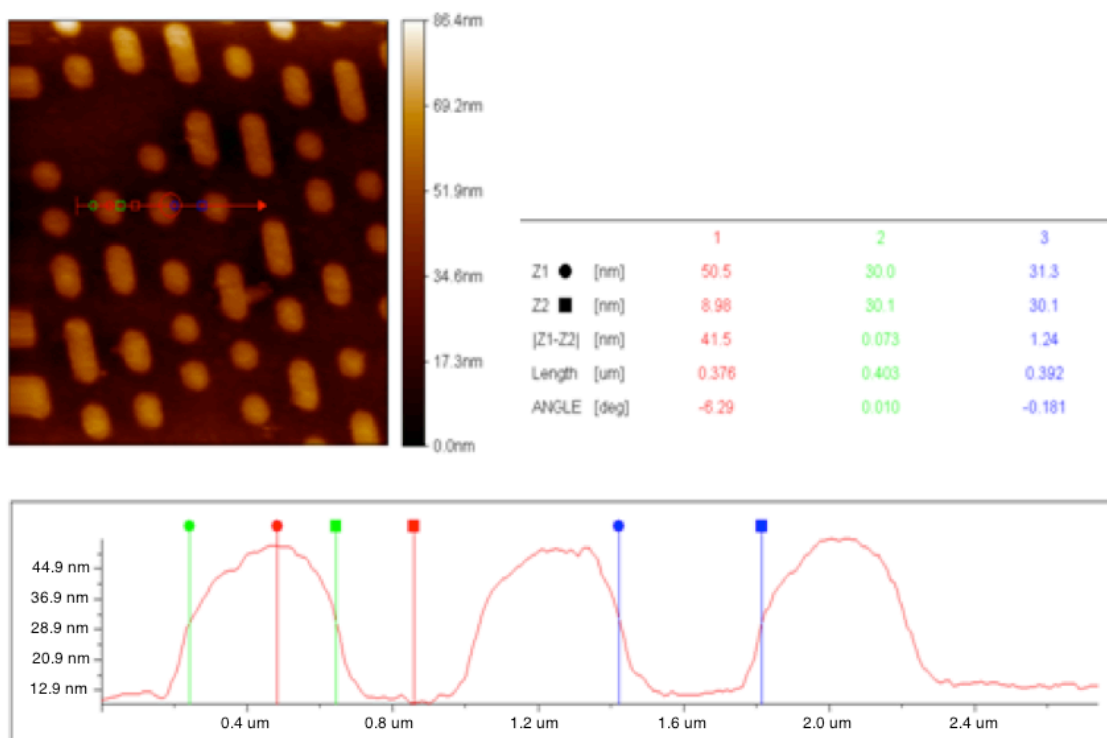 86.4nm
69.2nm
51.9nm
34.6nm
17.3nm
0.0nm
1 2 3
Z1 [nm] 50.5 30.0 31.3
Z2 [nm] 8.98 30.1 30.1
|Z1-Z2| [nm] 41.5 0.073 1.24
Length [um] 0.376 0.403 0.392
ANGLE [deg] -6.29 0.010 -0.181
44.9 nm
36.9 nm
28.9 nm
20.9 nm
12.9 nm
0.4 um 0.8 um 1.2 um 1.6 um 2.0 um 2.4 um